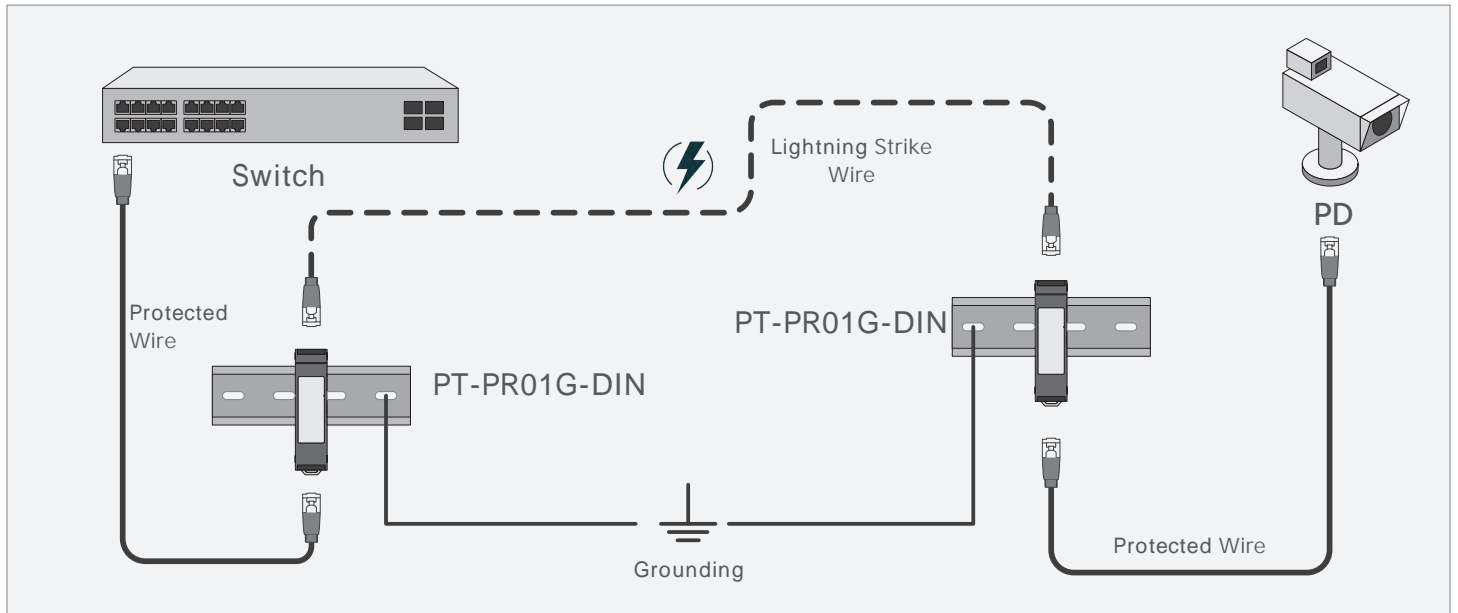 Switch
Lightning Strike
Wire
PD
Protected
Wire
PT-PR01G-DIN
PT-PR01G-DIN
Protected Wire
Grounding